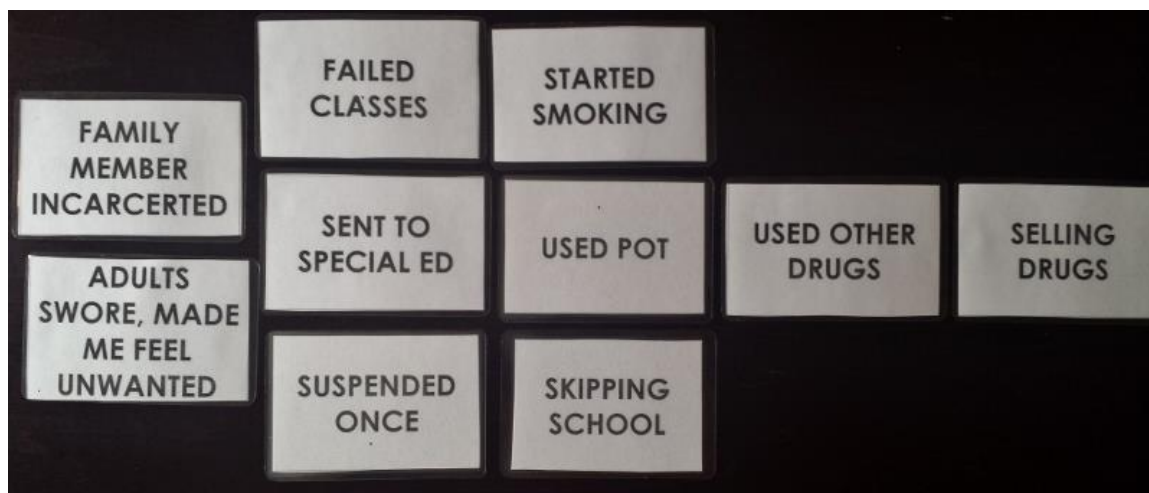 FAMILY
MEMBER
INCARCERTED
ADULTS
SWORE, MADE
ME FEEL
UNWANTED
FAILED
CLASSES
SENT TO
SPECIAL ED
SUSPENDED
ONCE
STARTED
SMOKING
USED POT
SKIPPING
SCHOOL
USED OTHER
DRUGS
SELLING
DRUGS